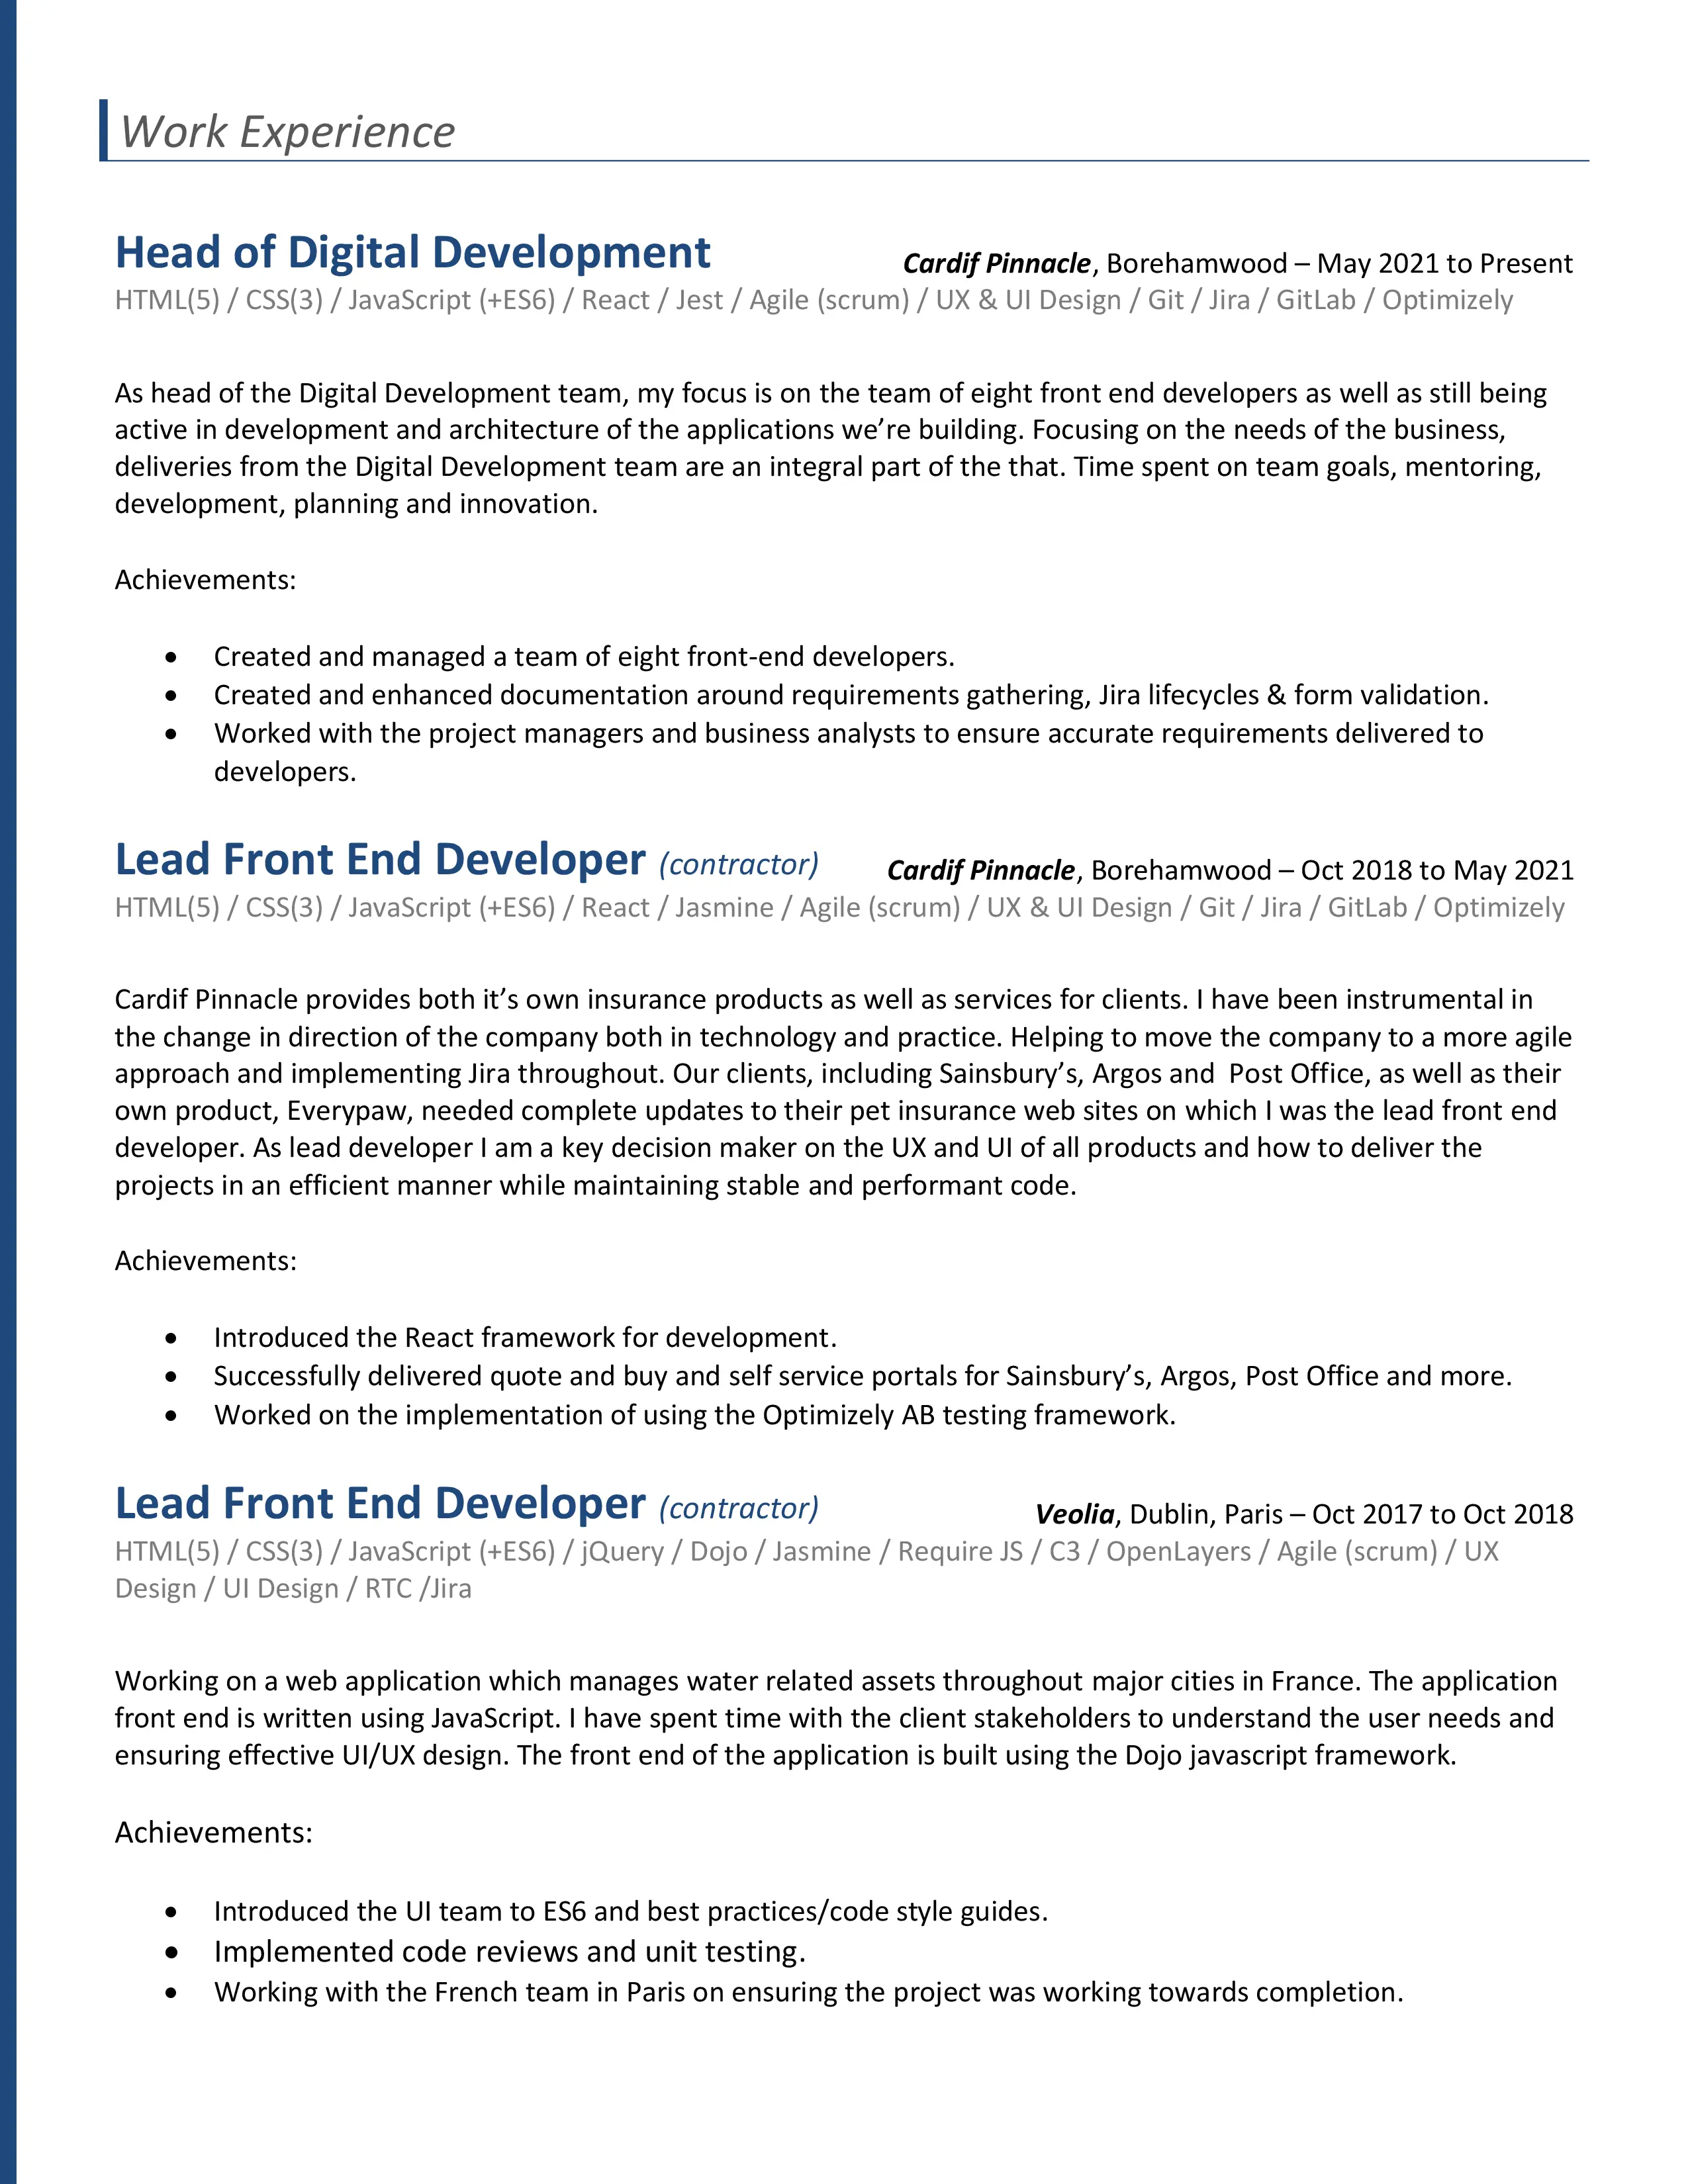 Work Experience
Head of Digital Development Cardif Pinnacle, Borehamwood – May 2021 to Present
HTML(5) / CSS(3) / JavaScript (+ES6) / React / Jest / Agile (scrum) / UX & UI Design / Git / Jira / GitLab / Optimizely
As head of the Digital Development team, my focus is on the team of eight front end developers as well as still being
active in development and architecture of the applications we’re building. Focusing on the needs of the business,
deliveries from the Digital Development team are an integral part of the that. Time spent on team goals, mentoring,
development, planning and innovation.
Achievements:
• Created and managed a team of eight front-end developers.
• Created and enhanced documentation around requirements gathering, Jira lifecycles & form validation.
• Worked with the project managers and business analysts to ensure accurate requirements delivered to
developers.
Lead Front End Developer (contractor) Cardif Pinnacle, Borehamwood – Oct 2018 to May 2021
HTML(5) / CSS(3) / JavaScript (+ES6) / React / Jasmine / Agile (scrum) / UX & UI Design / Git / Jira / GitLab / Optimizely
Cardif Pinnacle provides both it’s own insurance products as well as services for clients. I have been instrumental in
the change in direction of the company both in technology and practice. Helping to move the company to a more agile
approach and implementing Jira throughout. Our clients, including Sainsbury’s, Argos and  Post Office, as well as their
own product, Everypaw, needed complete updates to their pet insurance web sites on which I was the lead front end
developer. As lead developer I am a key decision maker on the UX and UI of all products and how to deliver the
projects in an efficient manner while maintaining stable and performant code.
Achievements:
• Introduced the React framework for development.
• Successfully delivered quote and buy and self service portals for Sainsbury’s, Argos, Post Office and more.
• Worked on the implementation of using the Optimizely AB testing framework.
Lead Front End Developer (contractor) Veolia, Dublin, Paris – Oct 2017 to Oct 2018
HTML(5) / CSS(3) / JavaScript (+ES6) / jQuery / Dojo / Jasmine / Require JS / C3 / OpenLayers / Agile (scrum) / UX
Design / UI Design / RTC /Jira
Working on a web application which manages water related assets throughout major cities in France. The application
front end is written using JavaScript. I have spent time with the client stakeholders to understand the user needs and
ensuring effective UI/UX design. The front end of the application is built using the Dojo javascript framework.
Achievements:
• Introduced the UI team to ES6 and best practices/code style guides.
• Implemented code reviews and unit testing.
• Working with the French team in Paris on ensuring the project was working towards completion.